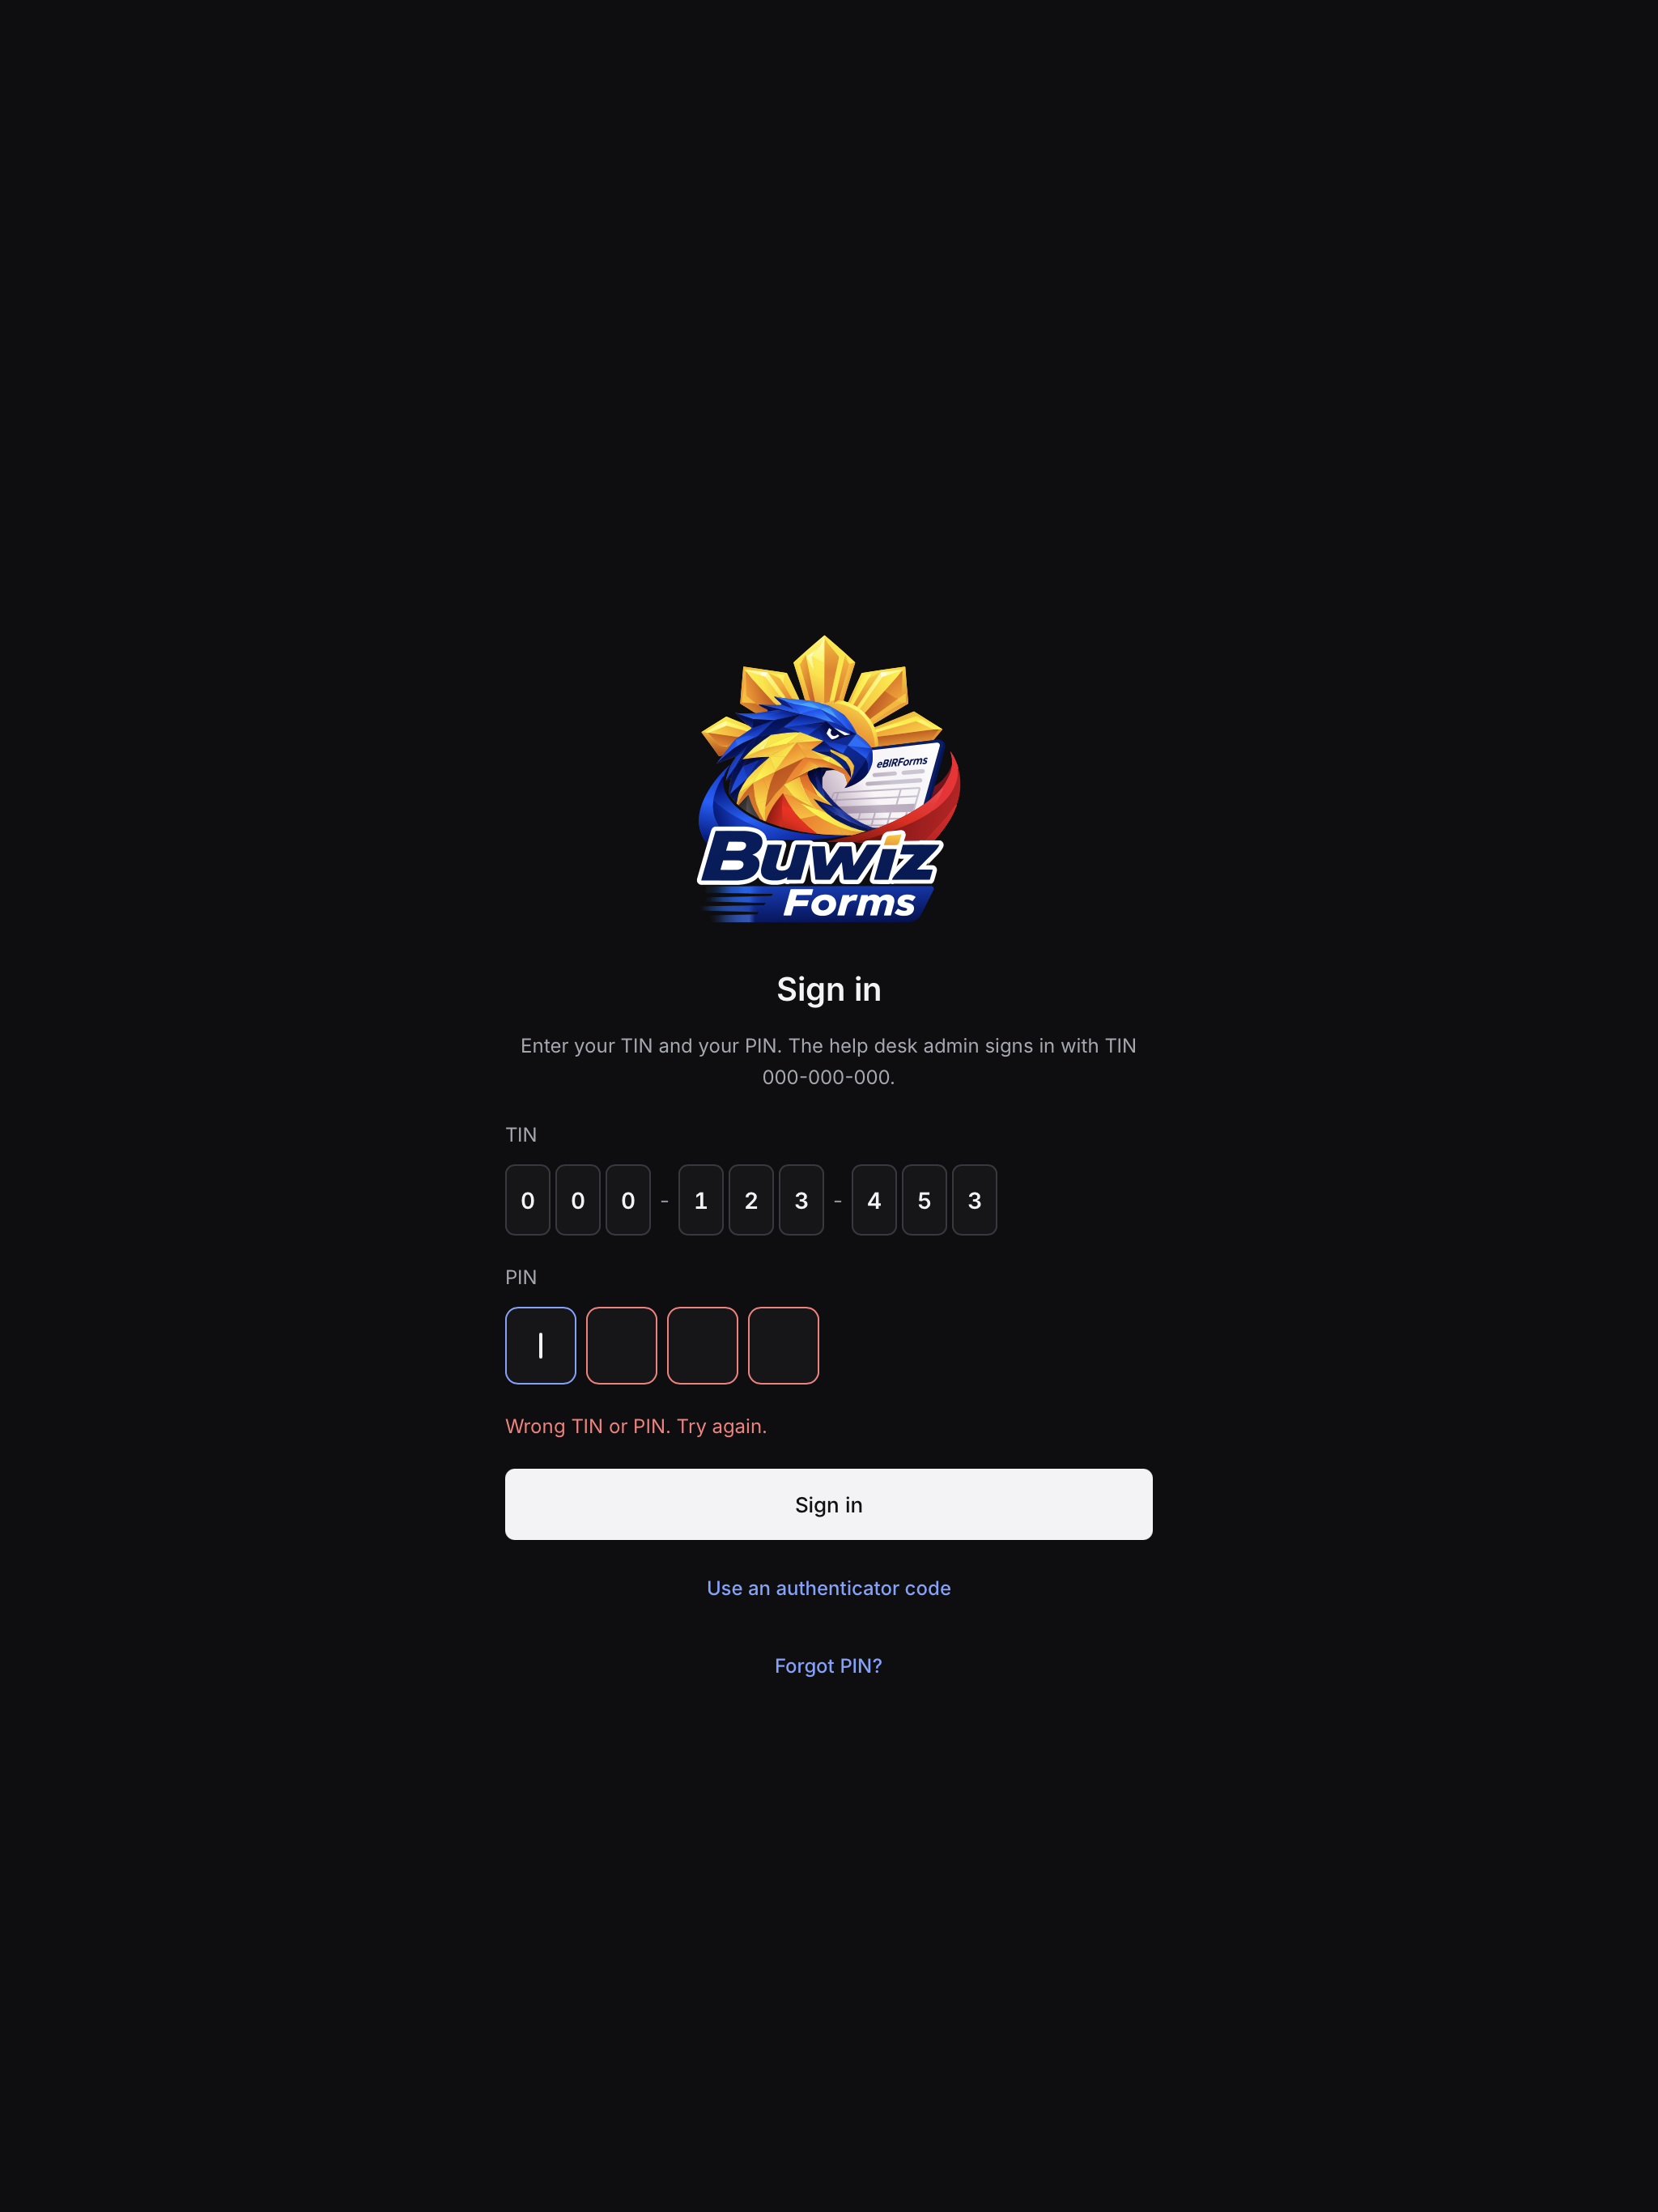 eBIRForms
Buwiz
Forms
Sign in
Enter your TIN and your PIN. The help desk admin signs in with TIN
000-000-000.
TIN
0 0 0 - 1 2 3 - 4 5 3
PIN
Wrong TIN or PIN. Try again.
Sign in
Use an authenticator code
Forgot PIN?